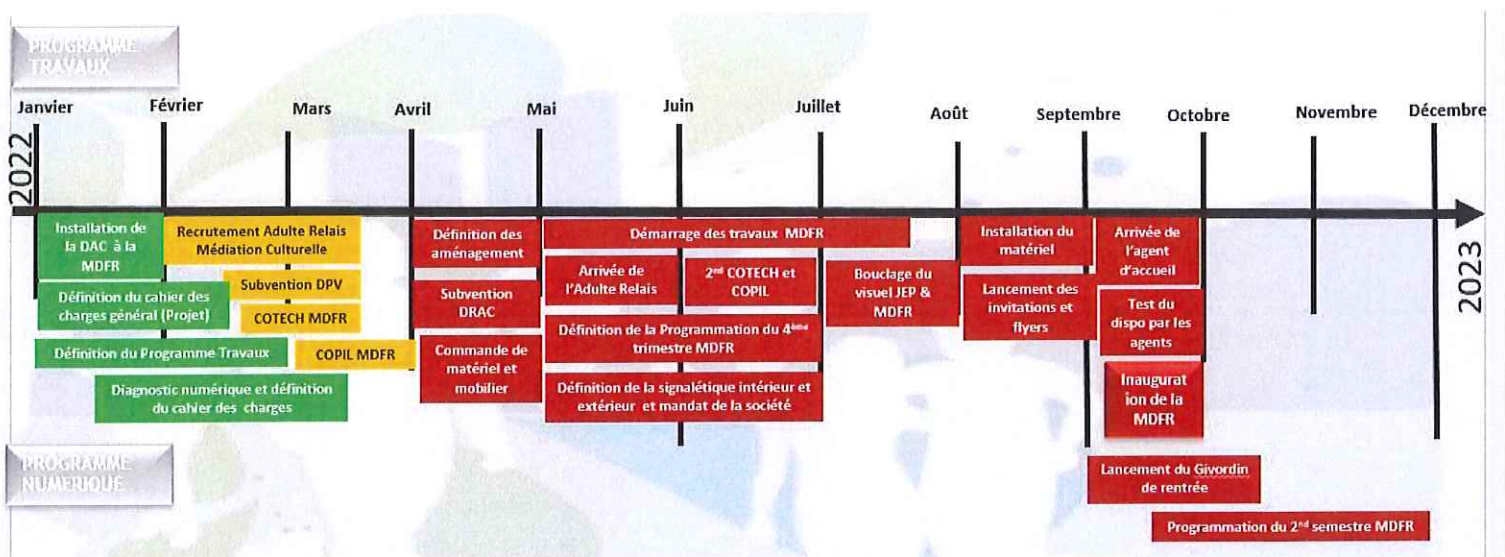 PROGRAMME
TRAVAUX
Janvier
Février
Mars
Avril
Mai
Juin
Juillet
Août
Septembre
Octobre
Novembre
Décembre
2022
2023
Installation de
la DAC à la
MDFR
Recrutement Adulte Relais
Médiation Culturelle
Définition des
aménagement
Démarrage des travaux MDFR
Installation du
matériel
Arrivée de
l'agent
d'accueil
Subvention DPV
Arrivée de
l'Adulte Relais
2nd COTECH et
COPIL
Bouclage du
visuel JEP &
MDFR
Définition du cahier des
charges général (Projet)
COTECH MDFR
Subvention
DRAC
Lancement des
invitations et
flyers
Test du
dispo par les
agents
Définition du Programme Travaux
COPIL MDFR
Commande de
matériel et
mobilier
Définition de la Programmation du 4ème
trimestre MDFR
Diagnostic numérique et définition
du cahier des charges
Définition de la signalétique intérieur et
extérieur et mandat de la société
Inaugurat
ion de la
MDFR
PROGRAMME
NUMERIQUE
Lancement du Givordin
de rentrée
Programmation du 2nd semestre MDFR